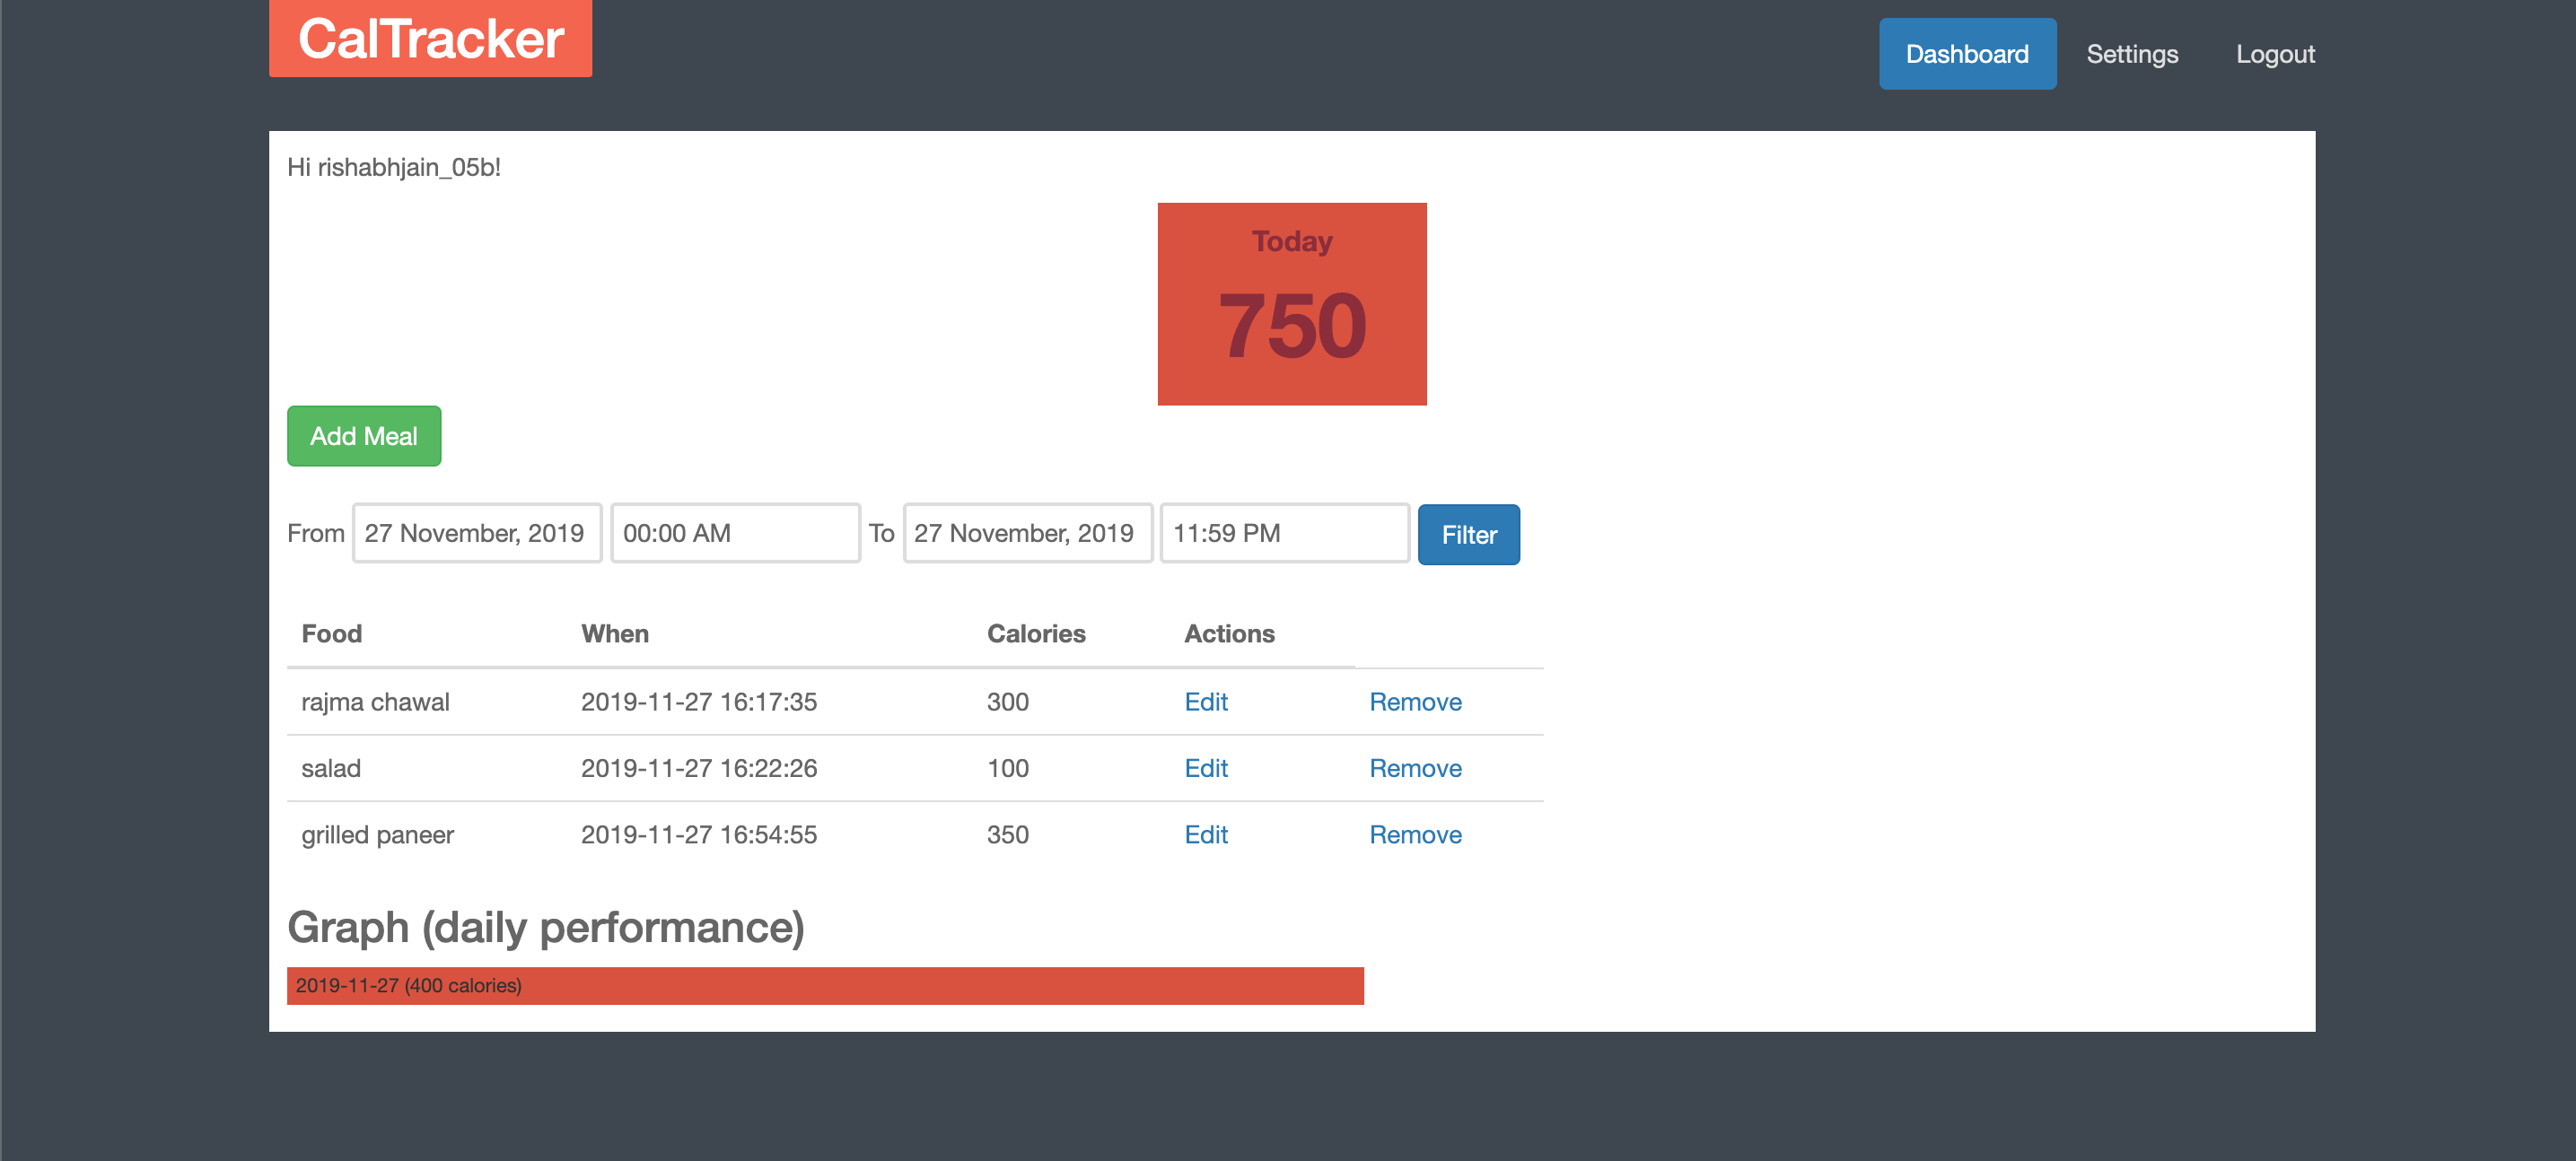 CalTracker
Dashboard Settings Logout
Hi rishabhjain_05b!
Today
750
Add Meal
From 27 November, 2019 00:00 AM To 27 November, 2019 11:59 PM Filter
Food When Calories Actions
rajma chawal 2019-11-27 16:17:35 300 Edit Remove
salad 2019-11-27 16:22:26 100 Edit Remove
grilled paneer 2019-11-27 16:54:55 350 Edit Remove
Graph (daily performance)
2019-11-27 (400 calories)